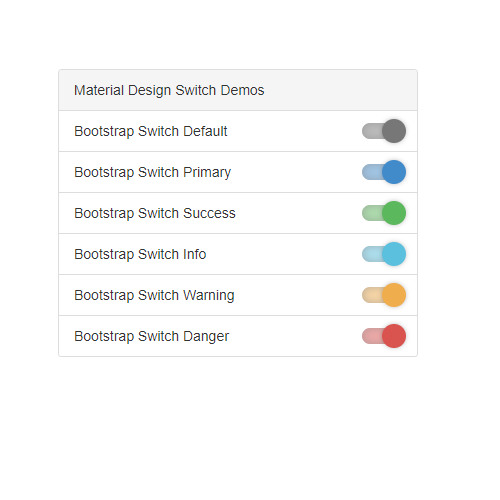 Material Design Switch Demos
Bootstrap Switch Default
Bootstrap Switch Primary
Bootstrap Switch Success
Bootstrap Switch Info
Bootstrap Switch Warning
Bootstrap Switch Danger